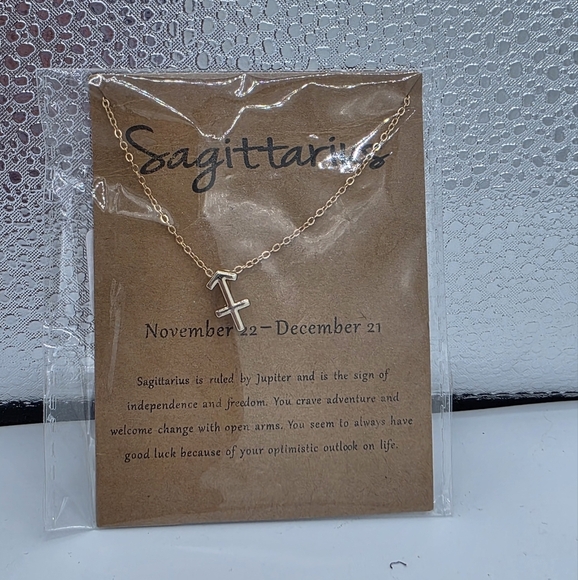 Sagittarius
November 22-December 21
Sagittarius is ruled by Jupiter and is the sign of
independence and freedom. You crave adventure and
welcome change with open arms. You seem to always have
good luck because of your optimistic outlook on life.